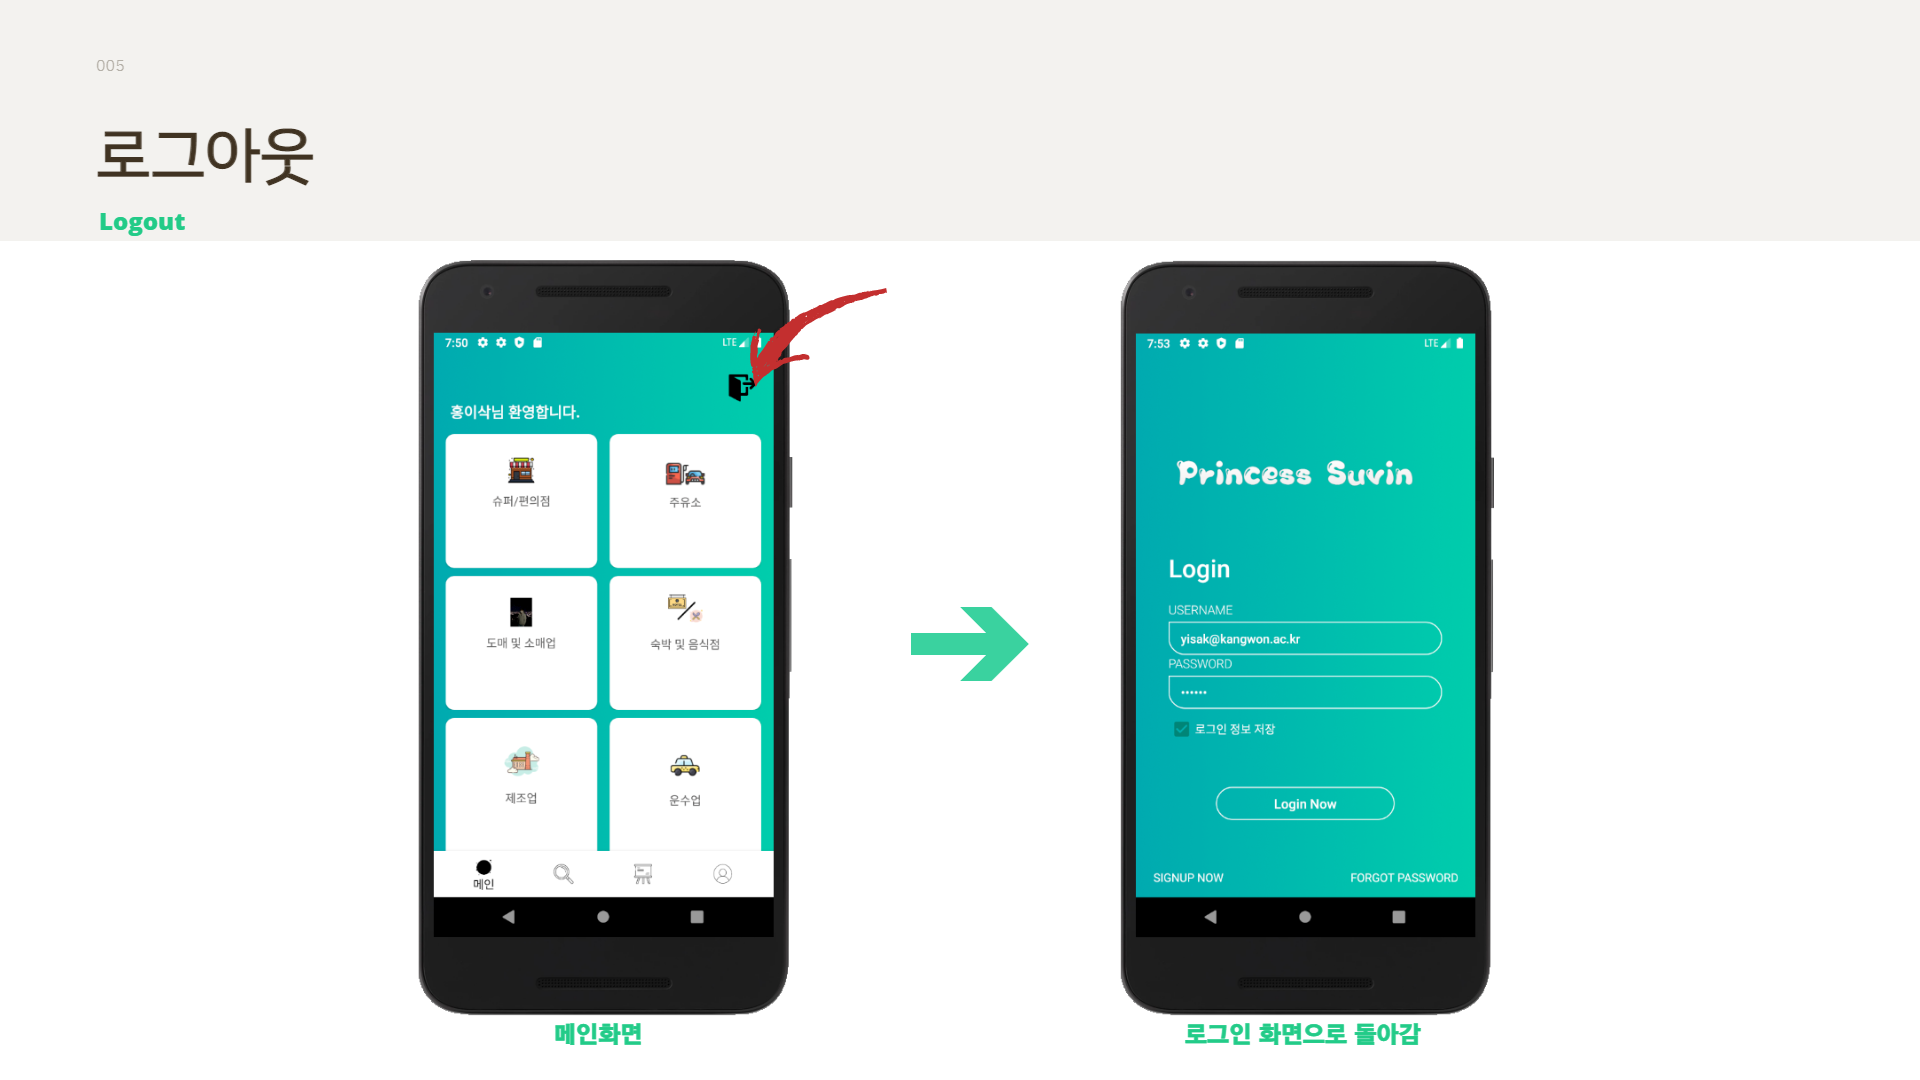 005
로그아웃
Logout
7:50
LTE
홍이삭님 환영합니다.
슈퍼/편의점
주유소
도매 및 소매업
숙박 및 음식점
제조업
운수업
메인
메인화면
7:53
LTE
Princess Suvin
Login
USERNAME
yisak@kangwon.ac.kr
PASSWORD
••••••
로그인 정보 저장
Login Now
SIGNUP NOW
FORGOT PASSWORD
로그인 화면으로 돌아감